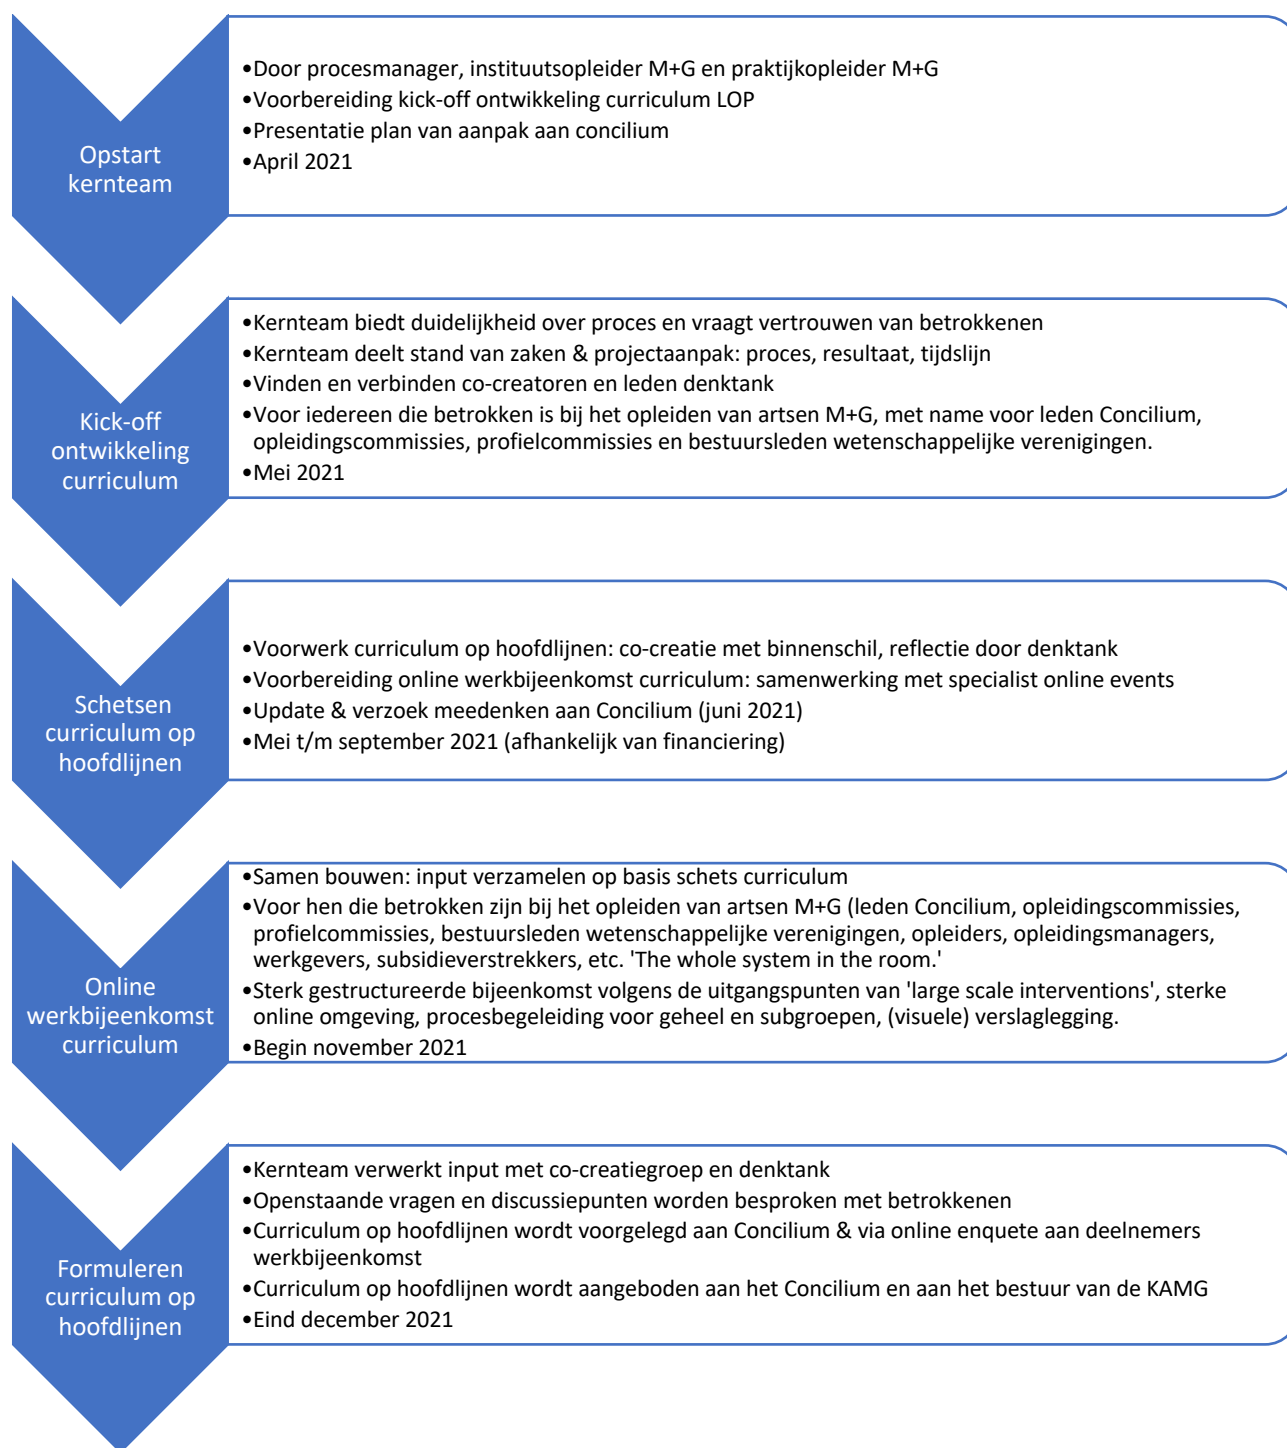 Opstart
kernteam
•Door procesmanager, instituutsopleider M+G en praktijkopleider M+G
•Voorbereiding kick-off ontwikkeling curriculum LOP
•Presentatie plan van aanpak aan concilium
•April 2021
Kick-off
ontwikkeling
curriculum
•Kernteam biedt duidelijkheid over proces en vraagt vertrouwen van betrokkenen
•Kernteam deelt stand van zaken & projectaanpak: proces, resultaat, tijdslijn
•Vinden en verbinden co-creatoren en leden denktank
•Voor iedereen die betrokken is bij het opleiden van artsen M+G, met name voor leden Concilium,
opleidingscommissies, profielcommissies en bestuursleden wetenschappelijke verenigingen.
•Mei 2021
Schetsen
curriculum op
hoofdlijnen
•Voorwerk curriculum op hoofdlijnen: co-creatie met binnenschil, reflectie door denktank
•Voorbereiding online werkbijeenkomst curriculum: samenwerking met specialist online events
•Update & verzoek meedenken aan Concilium (juni 2021)
•Mei t/m september 2021 (afhankelijk van financiering)
Online
werkbijeenkomst
curriculum
•Samen bouwen: input verzamelen op basis schets curriculum
•Voor hen die betrokken zijn bij het opleiden van artsen M+G (leden Concilium, opleidingscommissies,
profielcommissies, bestuursleden wetenschappelijke verenigingen, opleiders, opleidingsmanagers,
werkgevers, subsidieverstrekkers, etc. 'The whole system in the room.'
•Sterk gestructureerde bijeenkomst volgens de uitgangspunten van 'large scale interventions', sterke
online omgeving, procesbegeleiding voor geheel en subgroepen, (visuele) verslaglegging.
•Begin november 2021
Formuleren
curriculum op
hoofdlijnen
•Kernteam verwerkt input met co-creatiegroep en denktank
•Openstaande vragen en discussiepunten worden besproken met betrokkenen
•Curriculum op hoofdlijnen wordt voorgelegd aan Concilium & via online enquete aan deelnemers
werkbijeenkomst
•Curriculum op hoofdlijnen wordt aangeboden aan het Concilium en aan het bestuur van de KAMG
•Eind december 2021